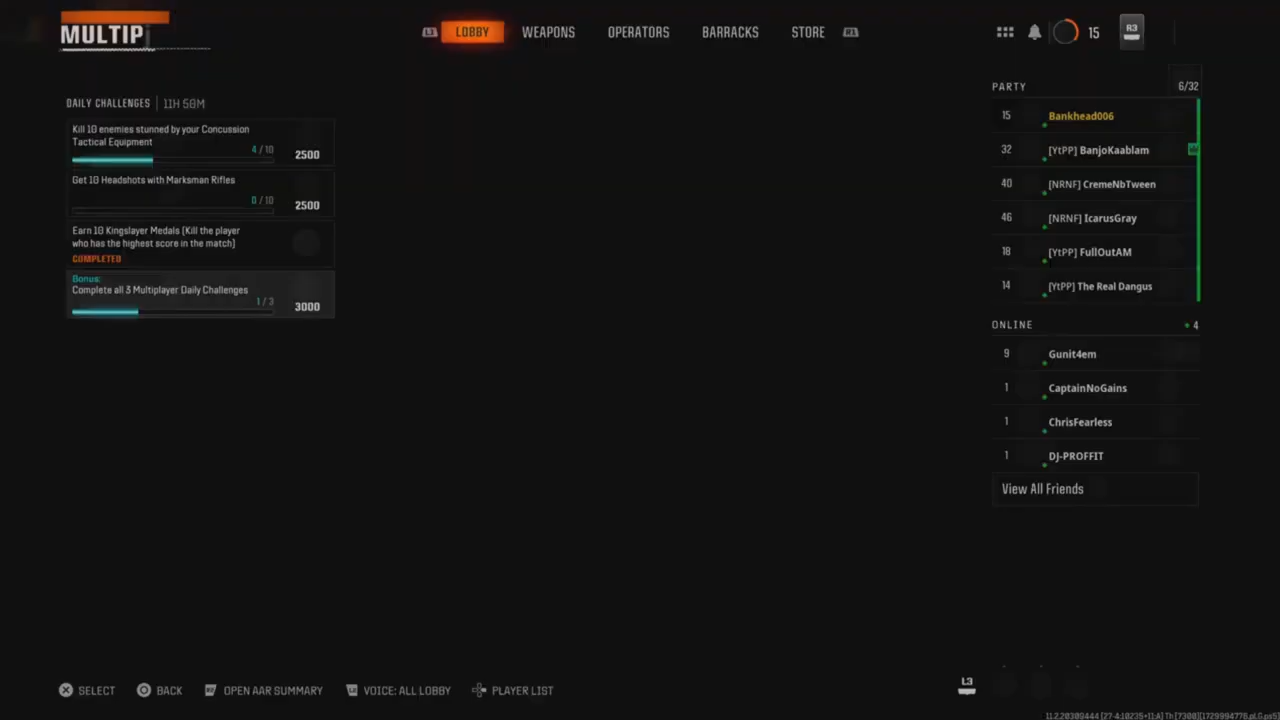 MULTIP
LOBBY WEAPONS OPERATORS BARRACKS STORE
15 R3
DAILY CHALLENGES | 11H 50M
Kill 10 enemies stunned by your Concussion
Tactical Equipment
4 / 10 2500
Get 10 Headshots with Marksman Rifles
0 / 10 2500
Earn 10 Kingslayer Medals [Kill the player
who has the highest score in the match]
COMPLETED
Bonus:
Complete all 3 Multiplayer Daily Challenges
1 / 3 3000
PARTY 6/32
15 Bankhead006
32 [YtPP] BanjoKaablam
40 [NRNF] CremeNbTween
46 [NRNF] IcarusGray
18 [YtPP] FullOutAM
14 [YtPP] The Real Dangus
ONLINE 4
9 Gunit4em
1 CaptainNoGains
1 ChrisFearless
1 DJ-PROFFIT
View All Friends
SELECT BACK OPEN AAR SUMMARY VOICE: ALL LOBBY PLAYER LIST
L3